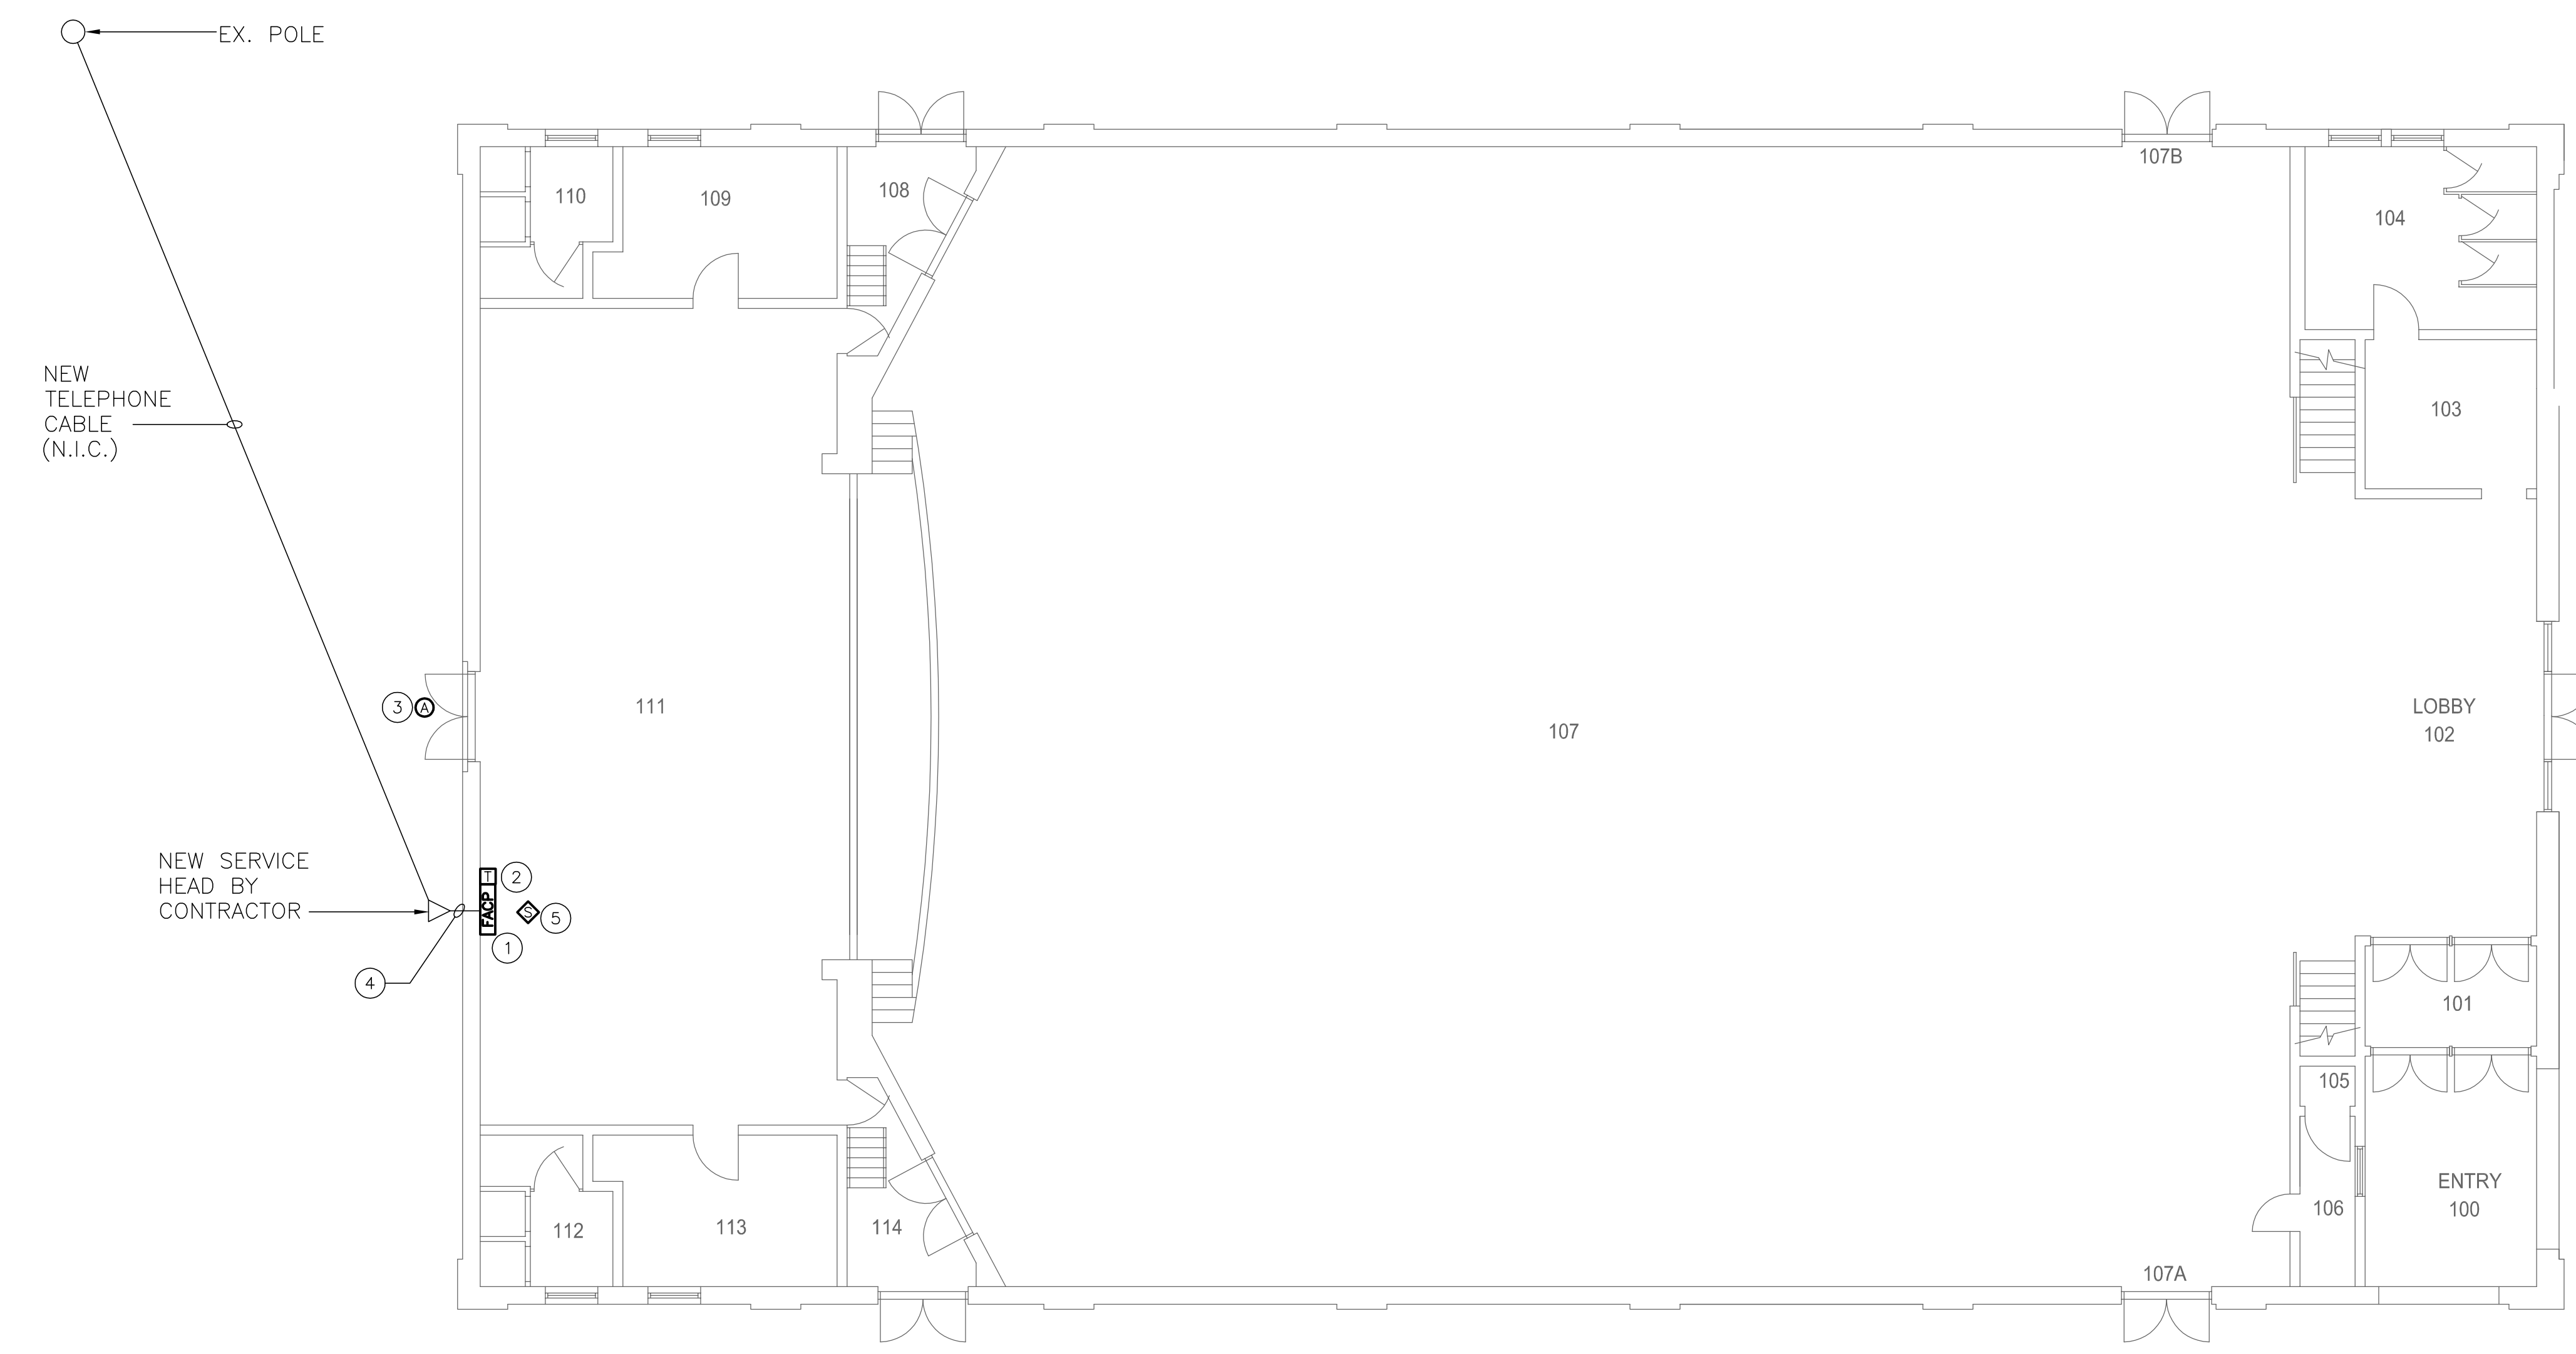 EX. POLE
107B
110
109
108
104
NEW
TELEPHONE
CABLE
(N.I.C.)
103
3
A
111
107
LOBBY
102
NEW SERVICE
HEAD BY
CONTRACTOR
T
2
FACP
S
5
1
4
101
105
112
113
114
106
ENTRY
100
107A